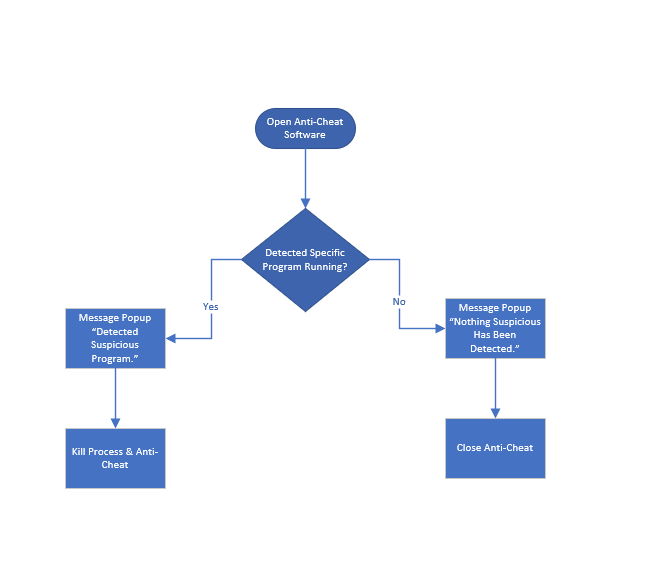 Open Anti-Cheat
Software
Detected Specific
Program Running?
Yes
No
Message Popup
“Detected
Suspicious
Program.”
Message Popup
“Nothing Suspicious
Has Been
Detected.”
Kill Process & Anti-
Cheat
Close Anti-Cheat